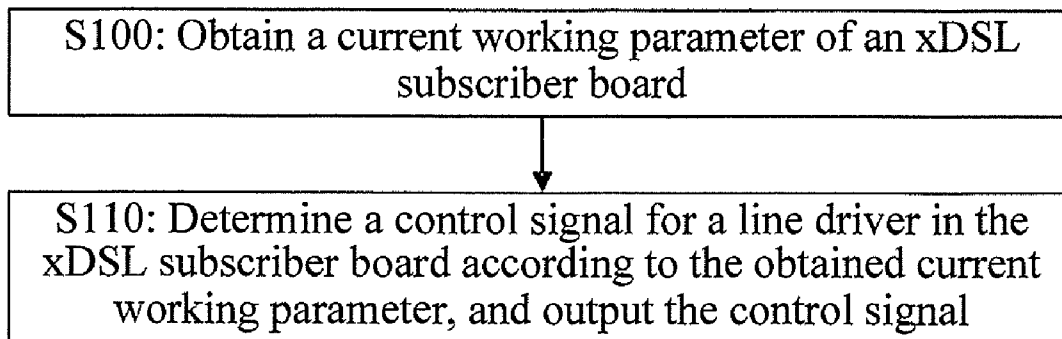 S100: Obtain a current working parameter of an xDSL
subscriber board
S110: Determine a control signal for a line driver in the
xDSL subscriber board according to the obtained current
working parameter, and output the control signal